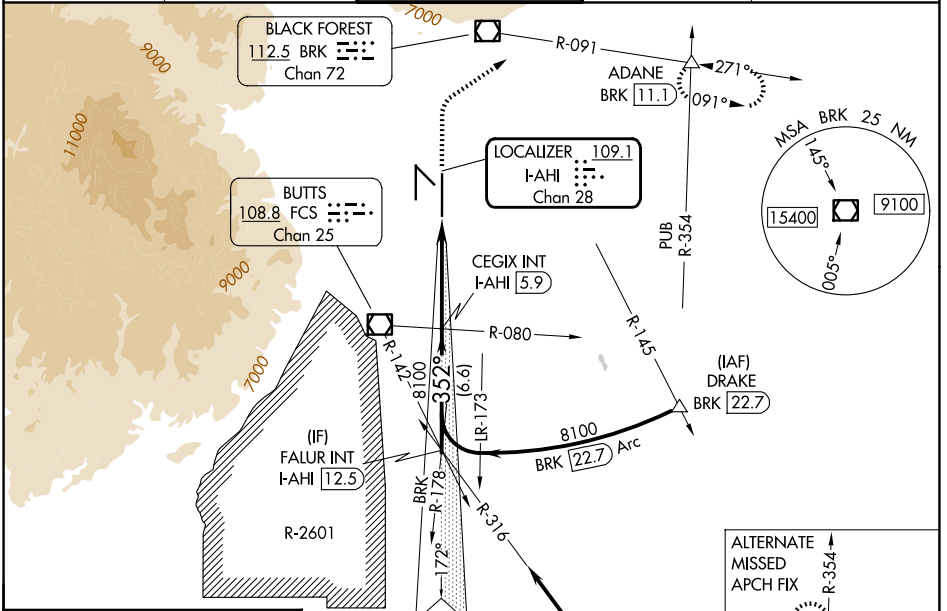 7000
9000
BLACK FOREST
112.5 BRK
Chan 72
R-091
ADANE
BRK 11.1
271°
091°
11000
LOCALIZER 109.1
I-AHI
Chan 28
MSA BRK 25 NM
145°
15400
9100
005°
BUTTS
108.8 FCS
Chan 25
PUB
R-354
9000
CEGIX INT
I-AHI 5.9
R-080
R-145
7000
R-142
8100
352°
(6.6)
LR-173
(IAF)
DRAKE
BRK 22.7
8100
BRK 22.7 Arc
(IF)
FALUR INT
I-AHI 12.5
BRK
R-178
R-316
R-2601
172°
ALTERNATE
MISSED
APCH FIX
R-354